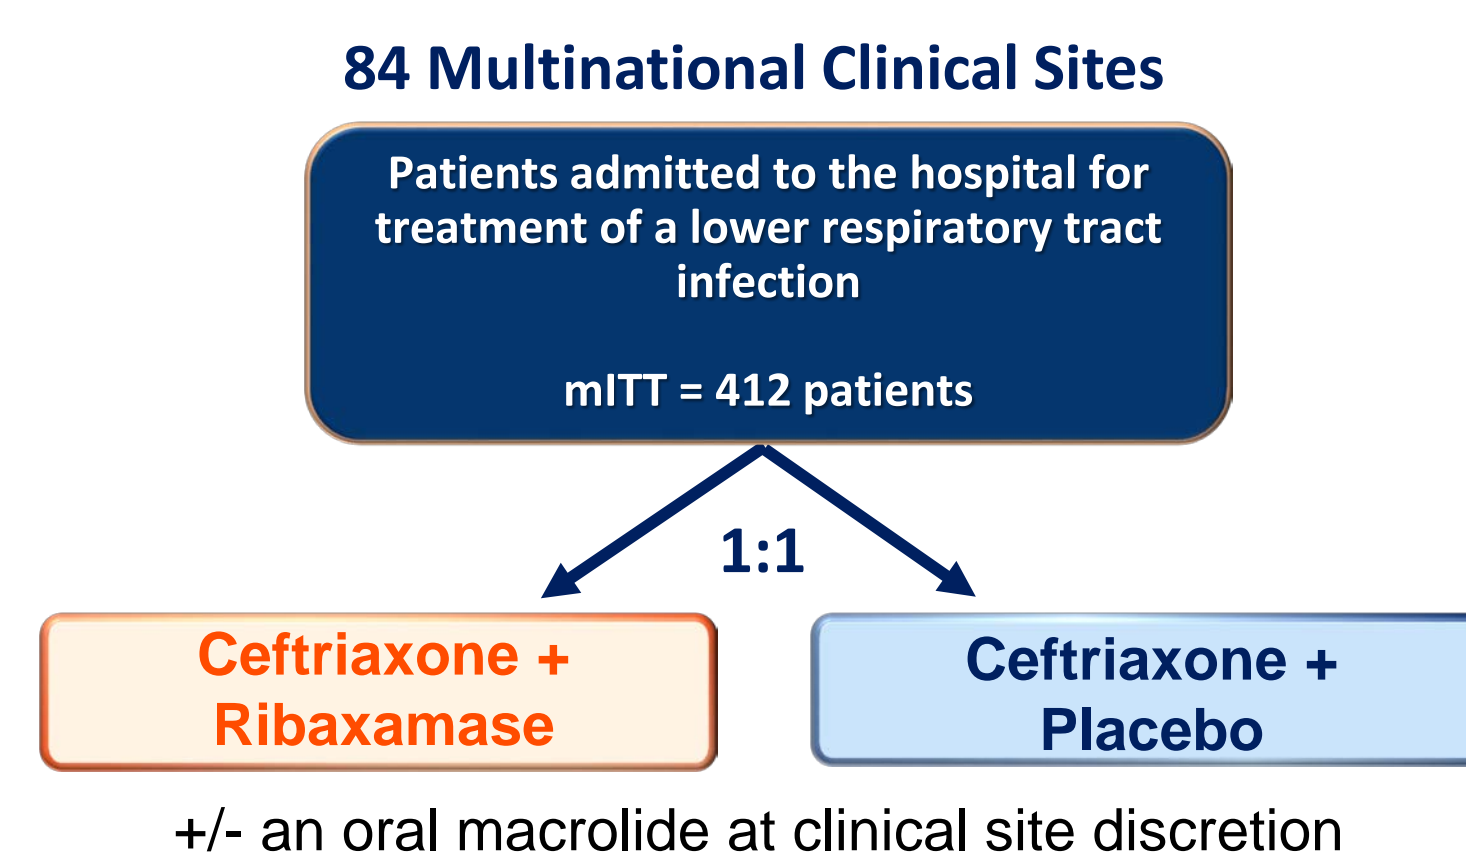 84 Multinational Clinical Sites
Patients admitted to the hospital for
treatment of a lower respiratory tract
infection
mITT = 412 patients
1:1
Ceftriaxone +
Ribaxamase
Ceftriaxone +
Placebo
+/- an oral macrolide at clinical site discretion